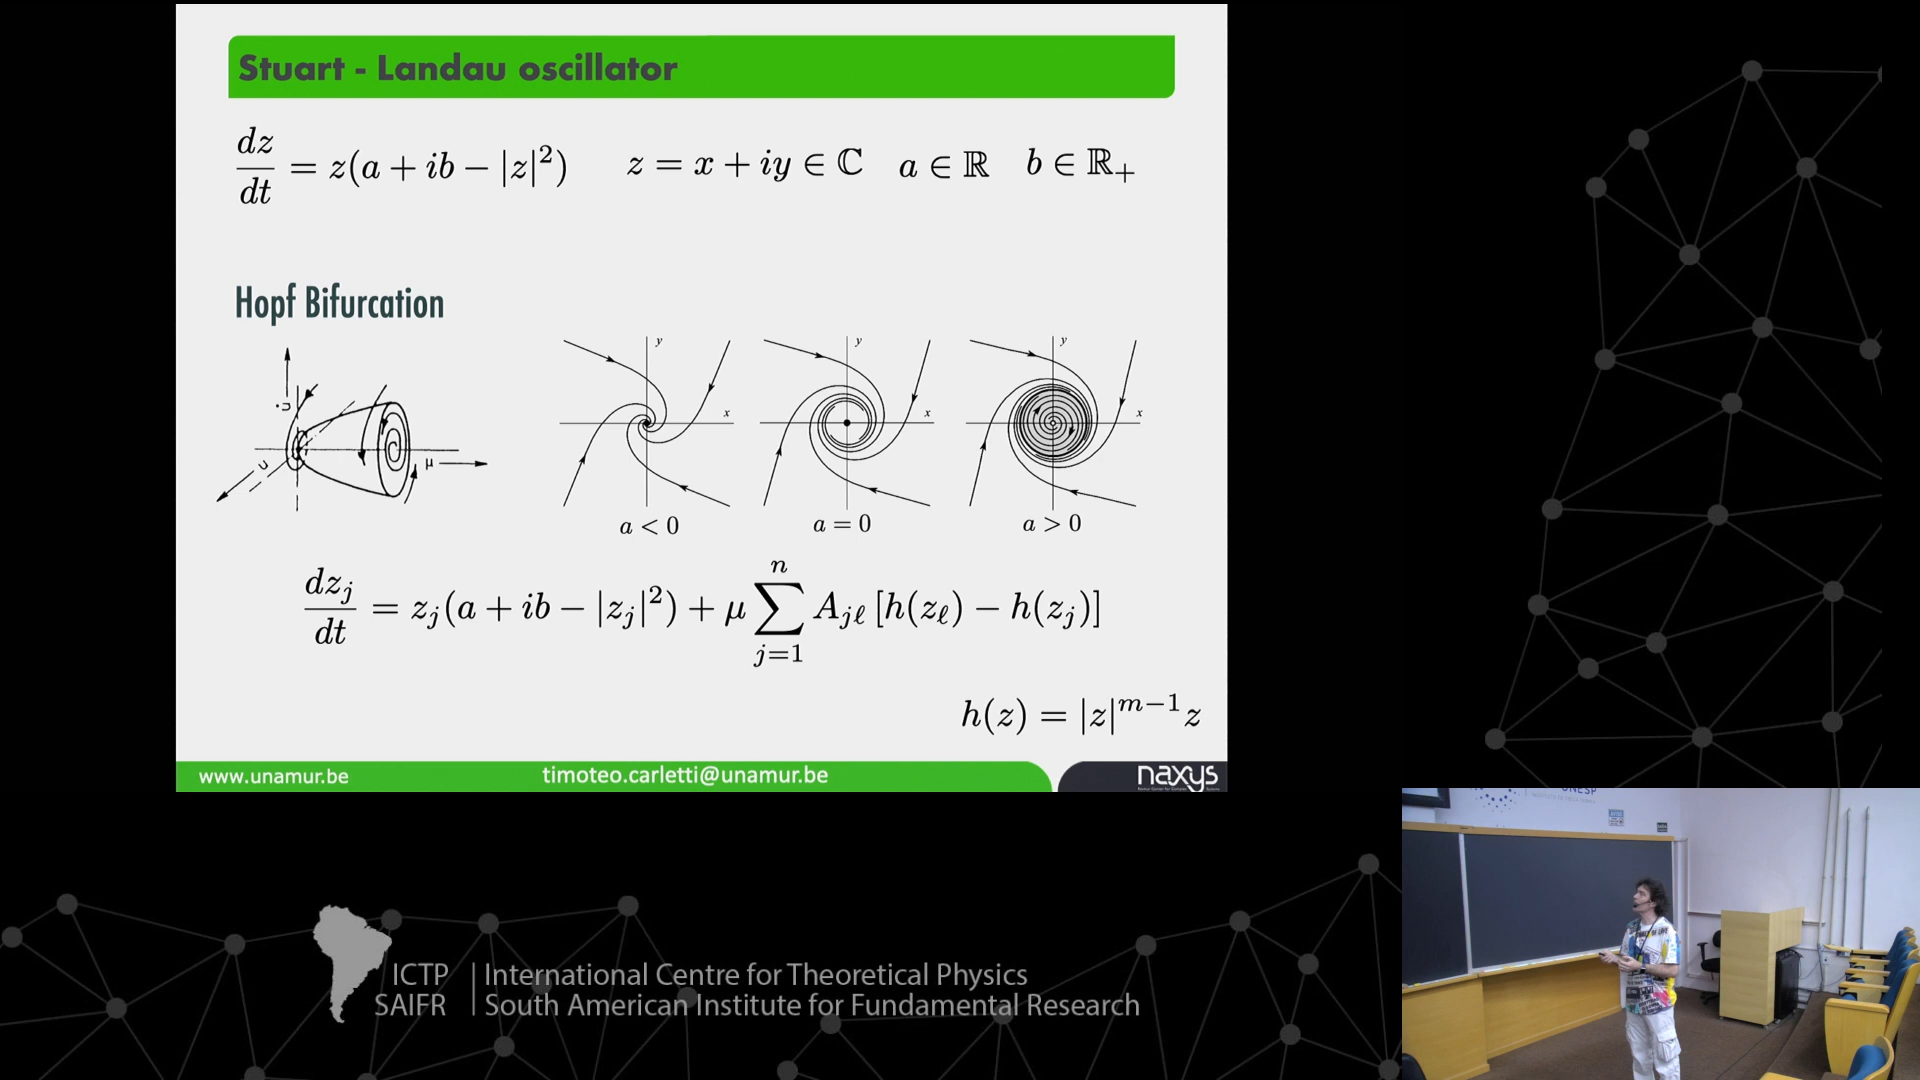 Stuart - Landau oscillator
dz/dt = z(a + ib − |z|²)   z = x + iy ∈ ℂ   a ∈ ℝ   b ∈ ℝ₊
Hopf Bifurcation
u̇
u
μ
y
x
y
x
y
x
a < 0   a = 0   a > 0
dz_j/dt = z_j(a + ib − |z_j|²) + μ ∑_{j=1}^{n} A_{jℓ} [h(z_ℓ) − h(z_j)]
h(z) = |z|^{m−1} z
www.unamur.be   timoteo.carletti@unamur.be   naxys
UNESP
ICTP | International Centre for Theoretical Physics
SAIFR | South American Institute for Fundamental Research